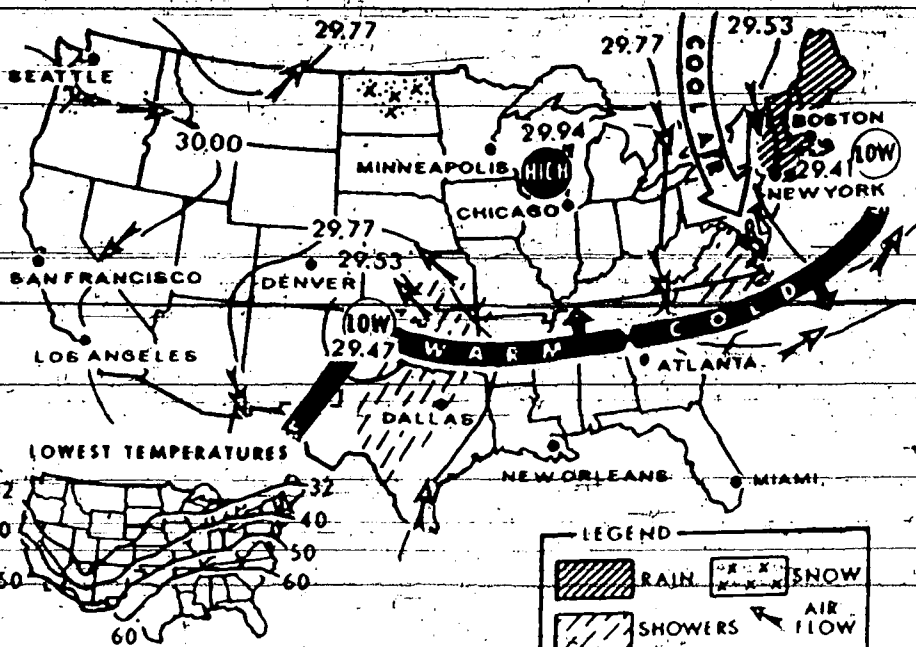 29.77
29.77
29.53
SEATTLE
COOL AIR
30.00
29.94
BOSTON
MINNEAPOLIS
HIGH
LOW
29.4
NEW YORK
CHICAGO
29.77
SAN FRANCISCO
29.53
DENVER
LOW
29.47
WARM
COLD
LOS ANGELES
ATLANTA
DALLAS
LOWEST TEMPERATURES
NEW ORLEANS
MIAMI
32
40
50
60
60
LEGEND
RAIN
SNOW
SHOWERS
AIR
FLOW